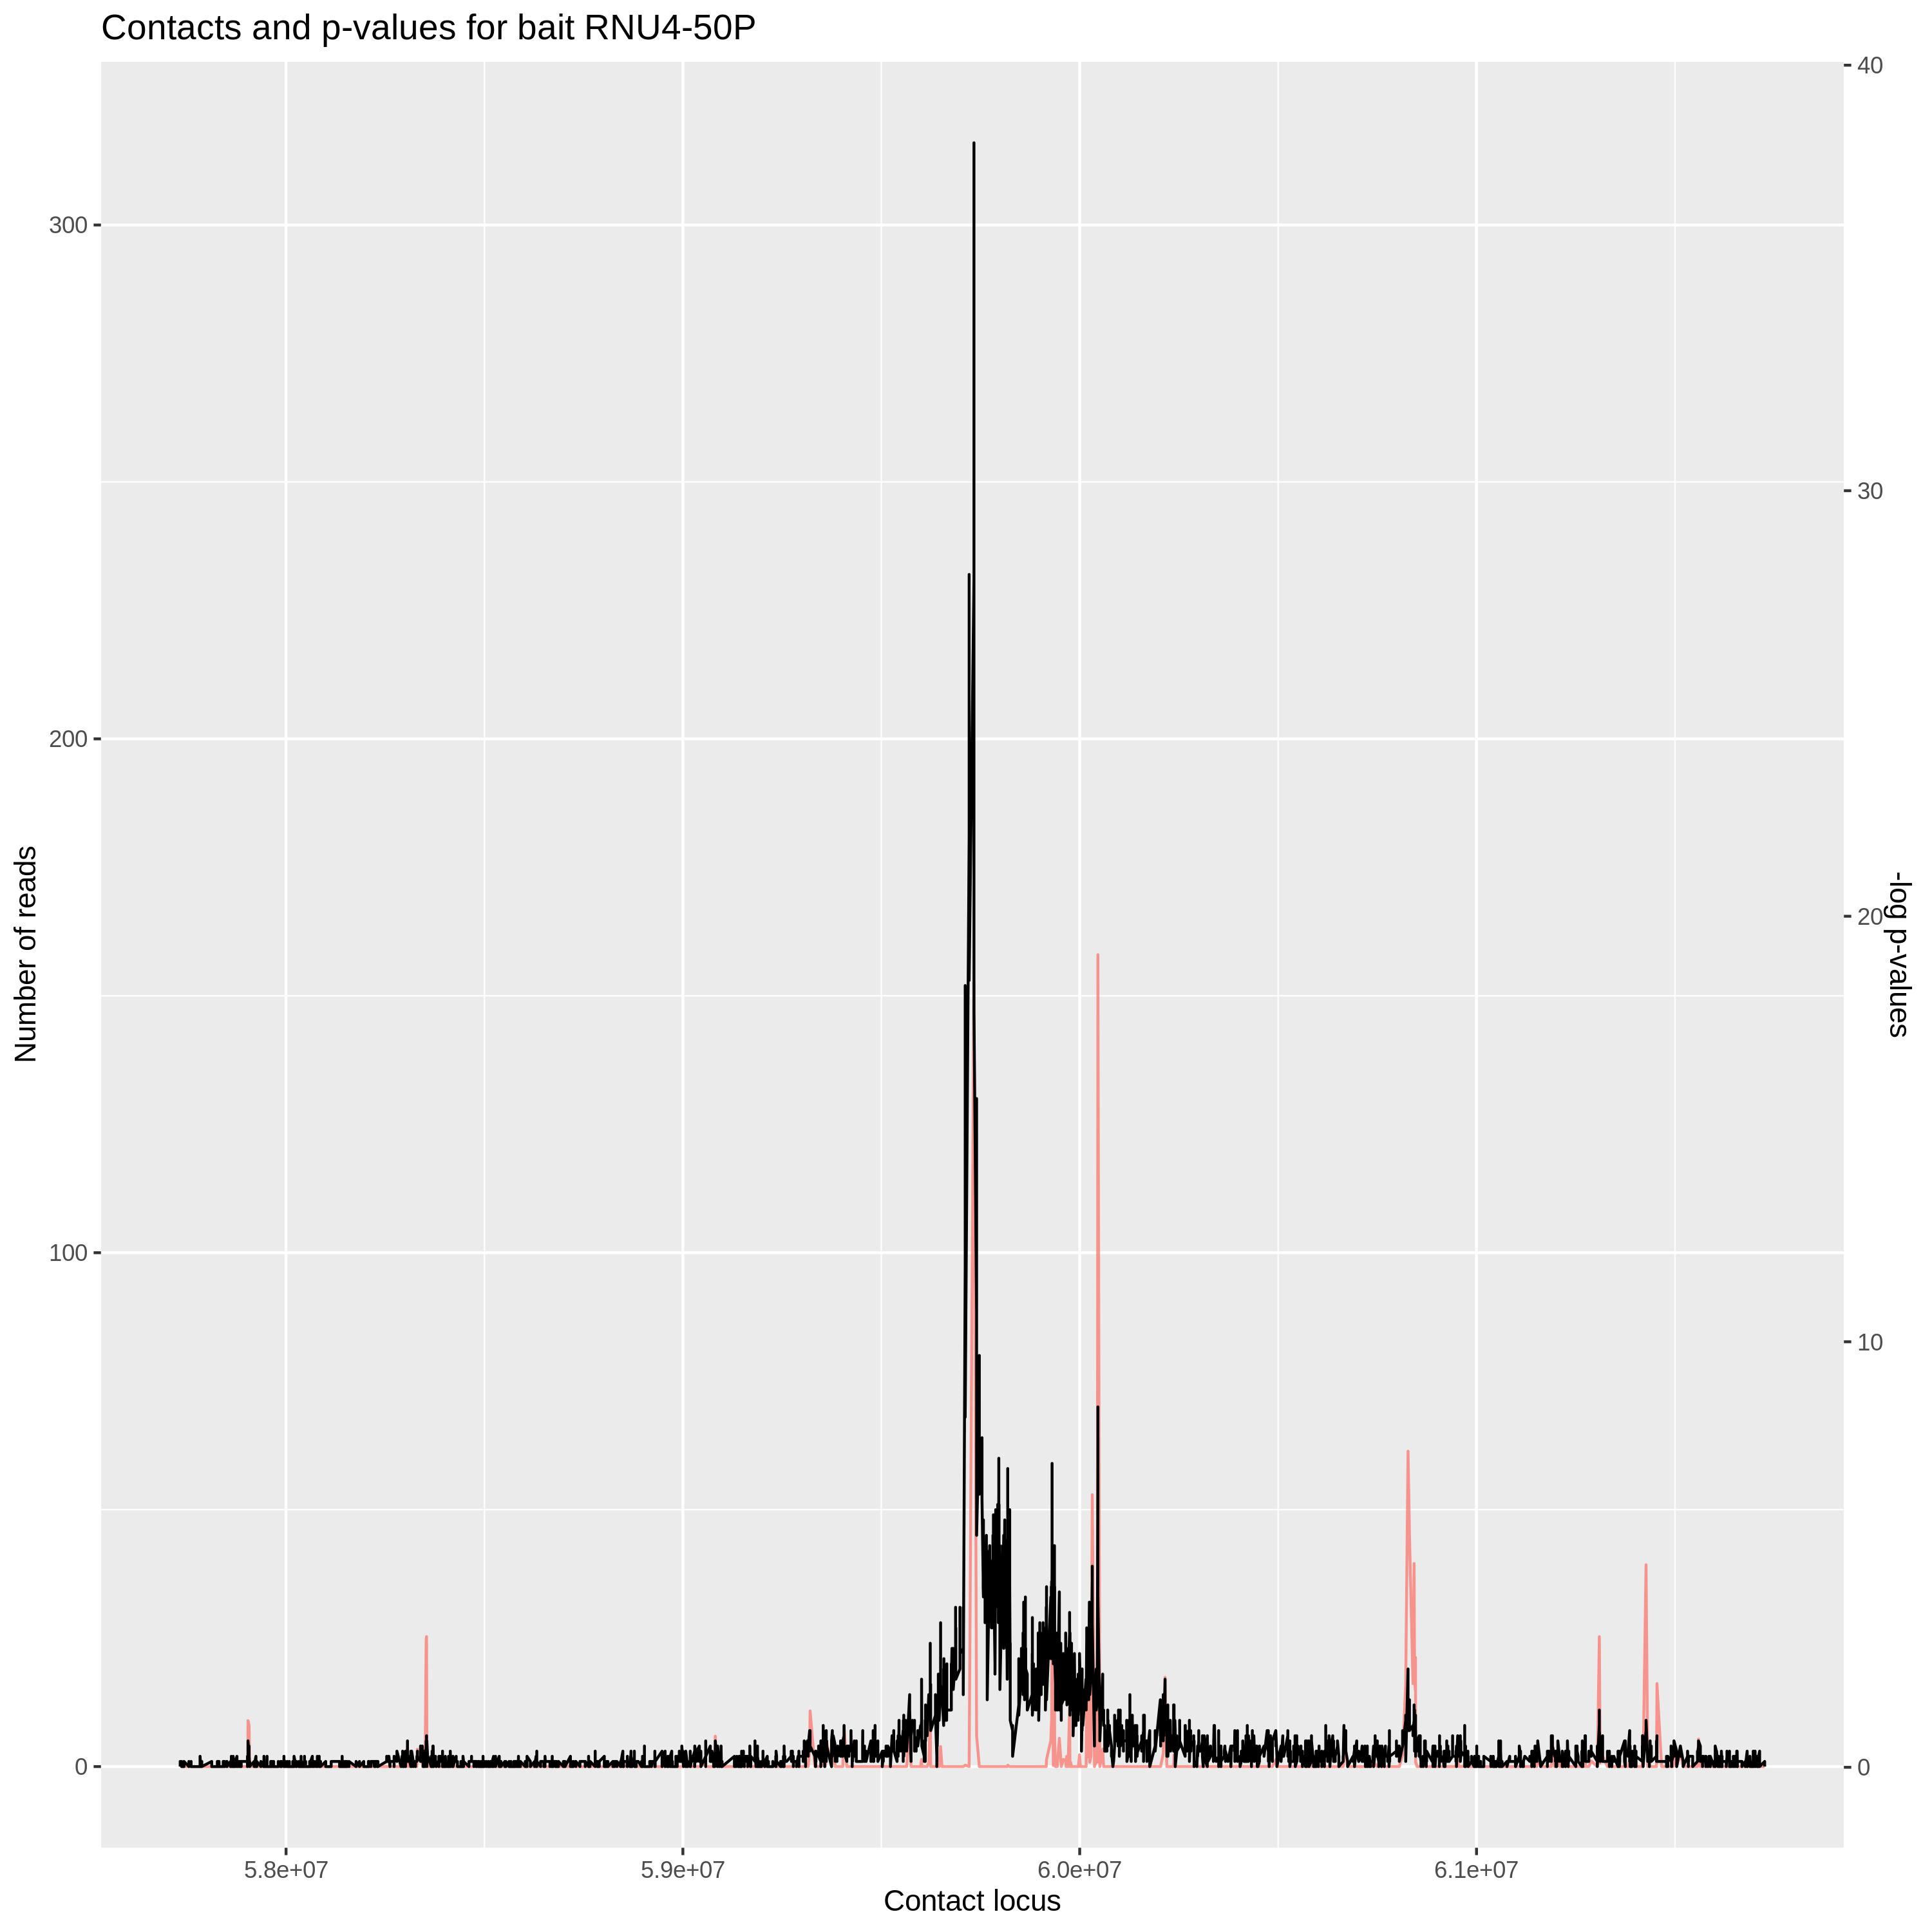 Contacts and p-values for bait RNU4-50P
40
300
30
200
20
Number of reads
-log p-values
100
10
0
0
5.8e+07 5.9e+07 6.0e+07 6.1e+07
Contact locus